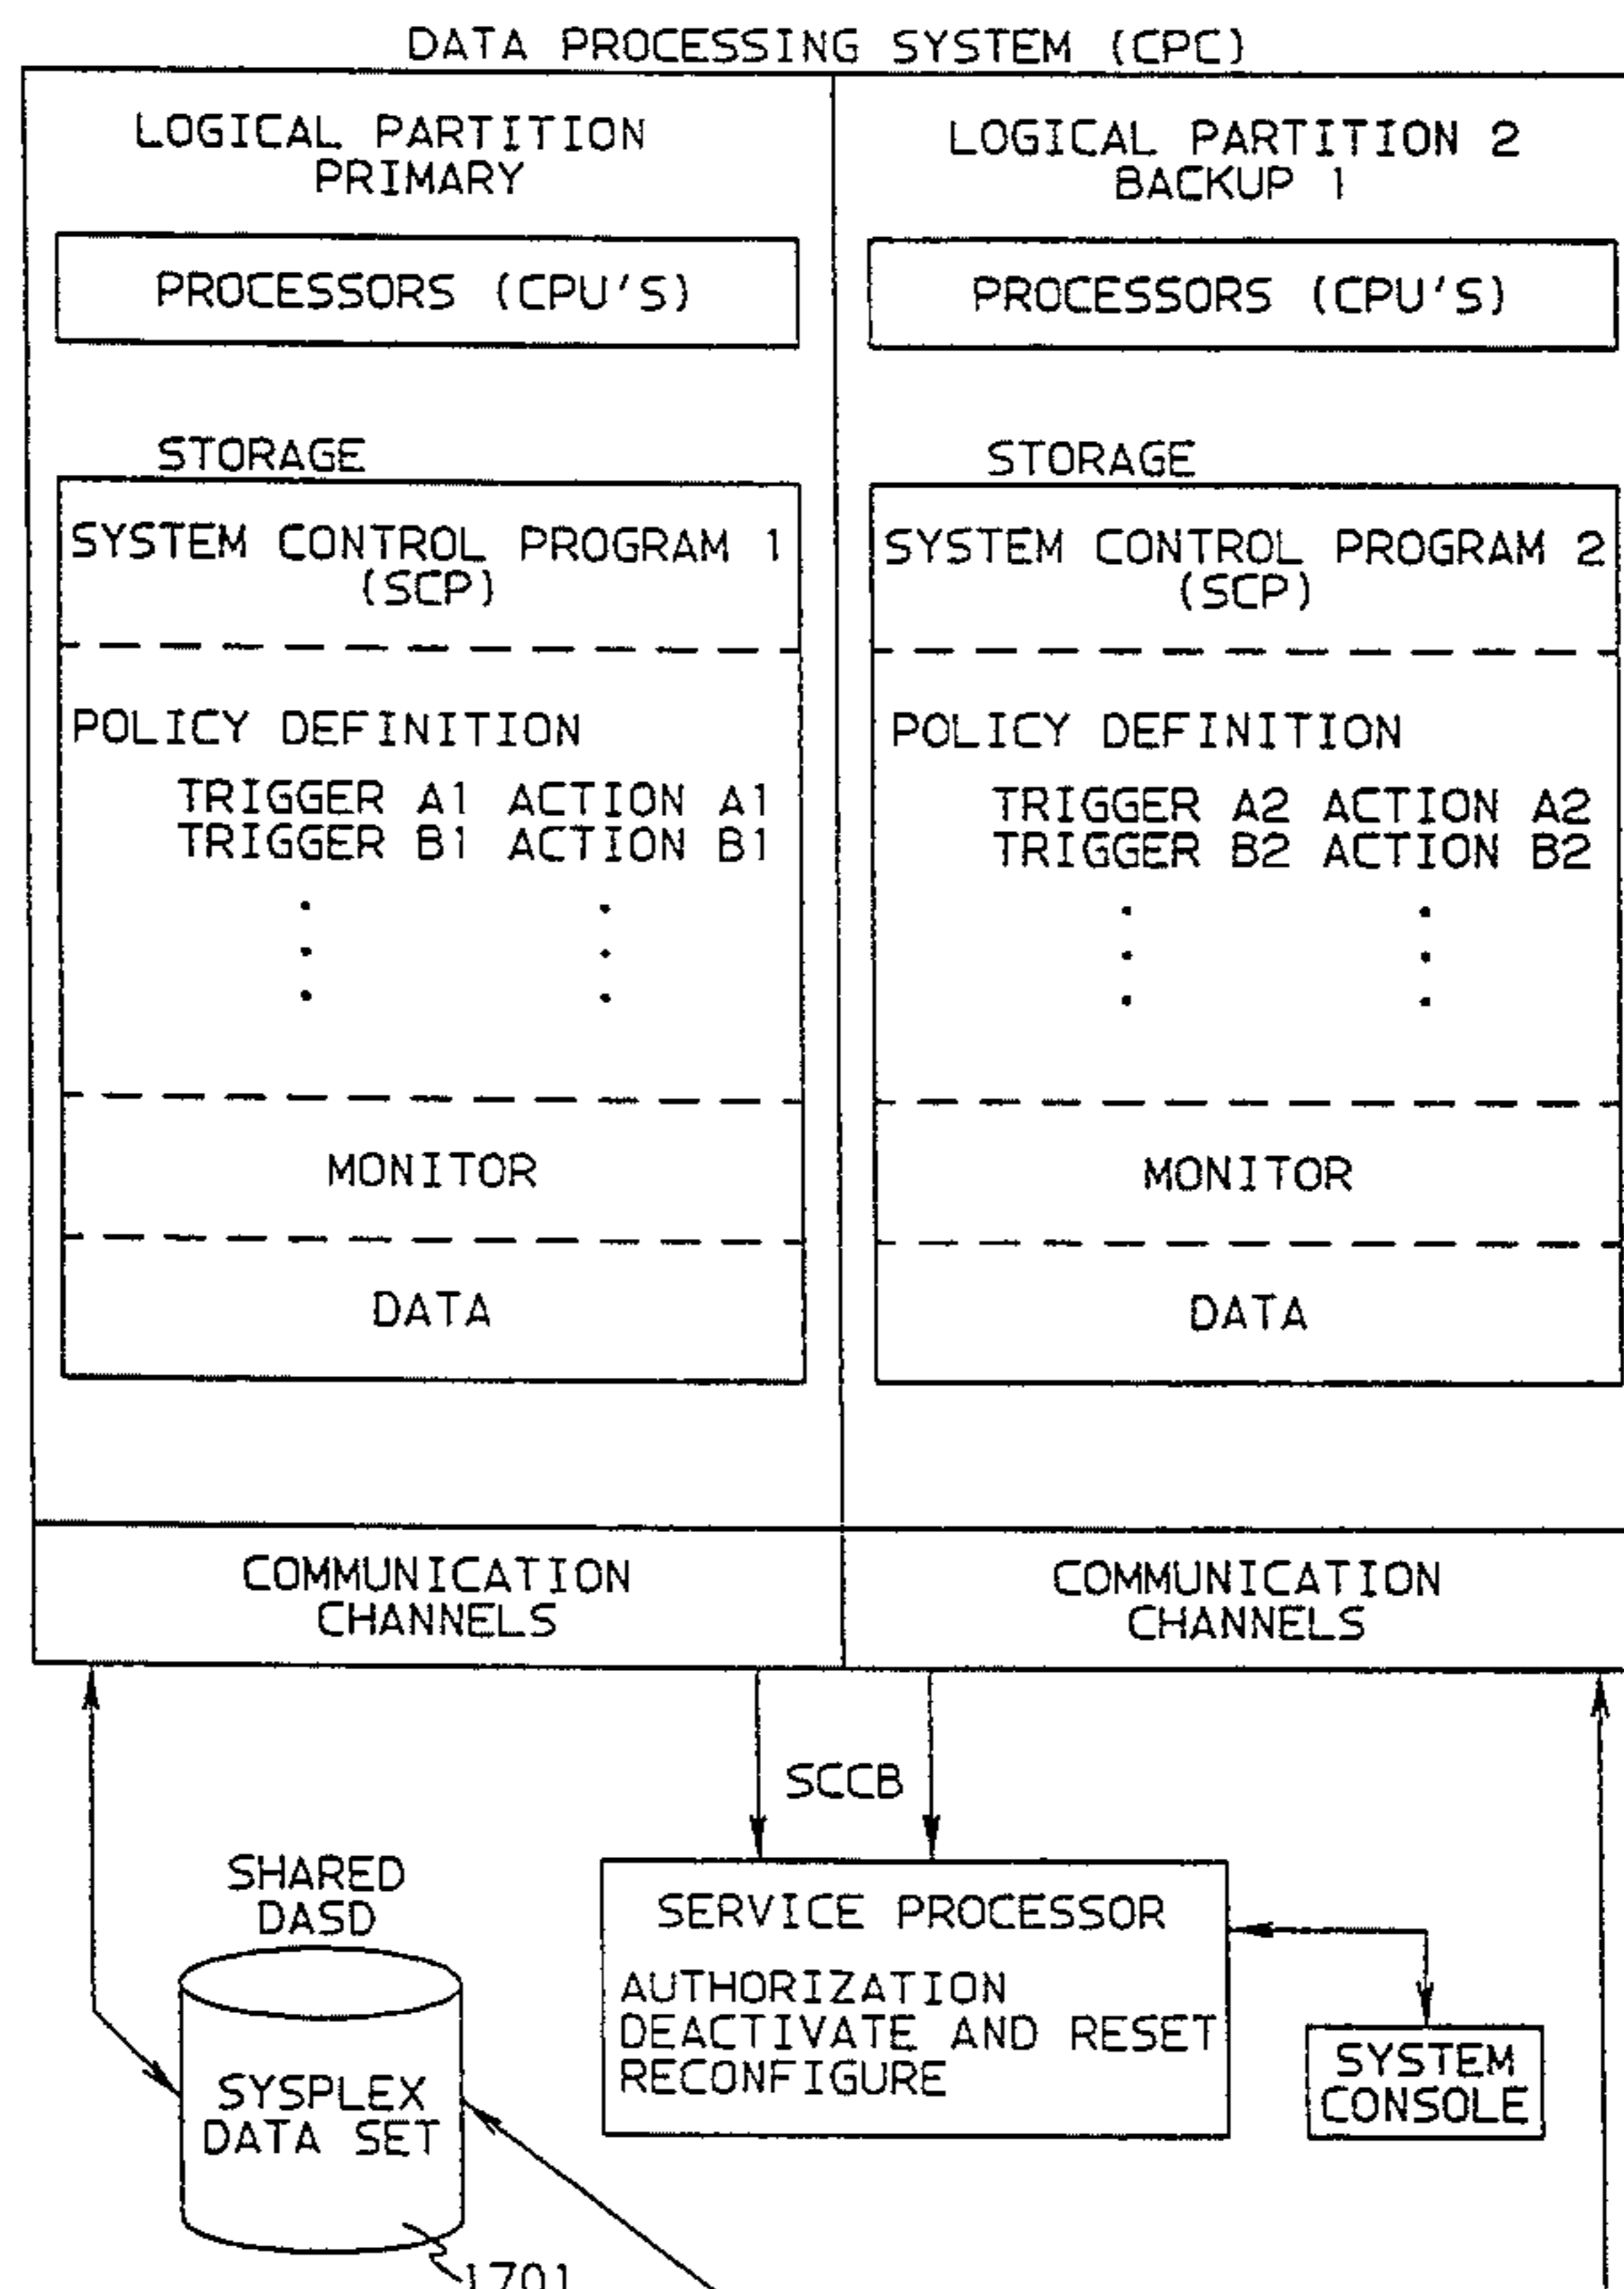 DATA PROCESSING SYSTEM (CPC)
LOGICAL PARTITION
PRIMARY
PROCESSORS (CPU'S)
STORAGE
SYSTEM CONTROL PROGRAM 1
(SCP)
POLICY DEFINITION
TRIGGER A1 ACTION A1
TRIGGER B1 ACTION B1
MONITOR
DATA
COMMUNICATION
CHANNELS
LOGICAL PARTITION 2
BACKUP 1
PROCESSORS (CPU'S)
STORAGE
SYSTEM CONTROL PROGRAM 2
(SCP)
POLICY DEFINITION
TRIGGER A2 ACTION A2
TRIGGER B2 ACTION B2
MONITOR
DATA
COMMUNICATION
CHANNELS
SCCB
SHARED
DASD
SYSPLEX
DATA SET
1701
SERVICE PROCESSOR
AUTHORIZATION
DEACTIVATE AND RESET
RECONFIGURE
SYSTEM
CONSOLE